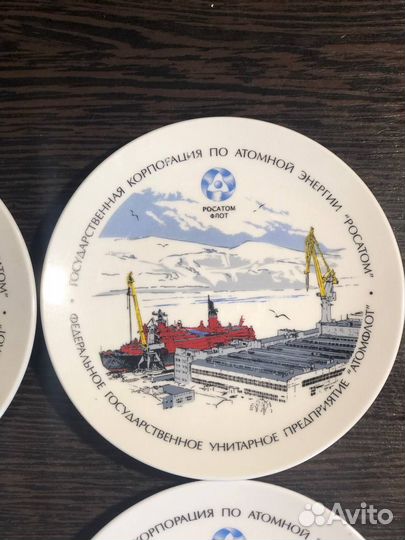 ГОСУДАРСТВЕННАЯ КОРПОРАЦИЯ ПО АТОМНОЙ ЭНЕРГИИ "РОСАТОМ"
РОСАТОМ
ФЛОТ
ФЕДЕРАЛЬНОЕ ГОСУДАРСТВЕННОЕ УНИТАРНОЕ ПРЕДПРИЯТИЕ "АТОМФЛОТ"
КОРПОРАЦИЯ ПО АТОМНОЙ
Avito